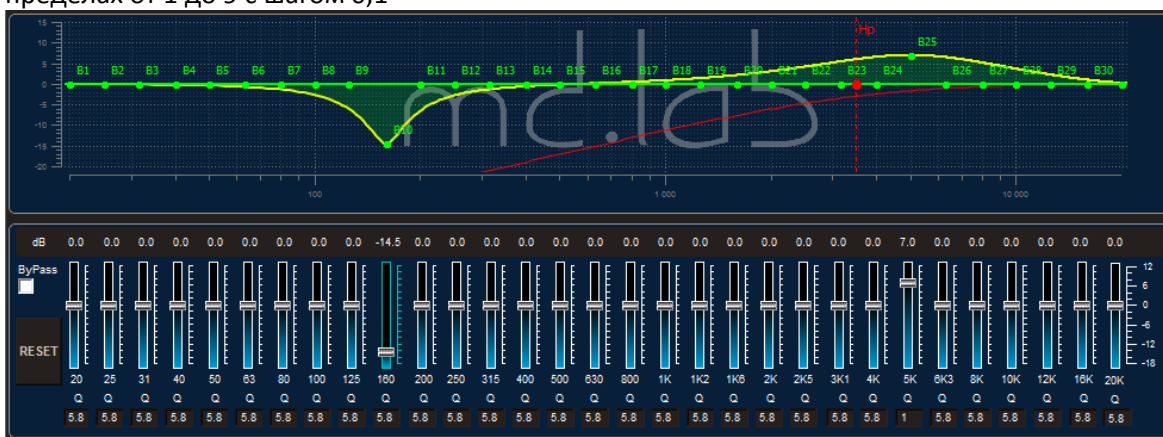 пределах от 1 до 9 с шагом 0,1
15
Hp
10
B25
5
B1 B2 B3 B4 B5 B6 B7 B8 B9 B11 B12 B13 B14 B15 B16 B17 B18 B19 B20 B21 B22 B23 B24 B26 B27 B28 B29 B30
0
-5
md.lab
-10
B10
-15
-20
100 1 000 10 000
dB 0.0 0.0 0.0 0.0 0.0 0.0 0.0 0.0 0.0 -14.5 0.0 0.0 0.0 0.0 0.0 0.0 0.0 0.0 0.0 0.0 0.0 0.0 0.0 0.0 7.0 0.0 0.0 0.0 0.0 0.0 0.0
ByPass
12
6
0
-6
RESET
-12
-18
20 25 31 40 50 63 80 100 125 160 200 250 315 400 500 630 800 1K 1K2 1K6 2K 2K5 3K1 4K 5K 6K3 8K 10K 12K 16K 20K
Q Q Q Q Q Q Q Q Q Q Q Q Q Q Q Q Q Q Q Q Q Q Q Q Q Q Q Q Q Q Q
5.8 5.8 5.8 5.8 5.8 5.8 5.8 5.8 5.8 5.8 5.8 5.8 5.8 5.8 5.8 5.8 5.8 5.8 5.8 5.8 5.8 5.8 5.8 5.8 1 5.8 5.8 5.8 5.8 5.8 5.8